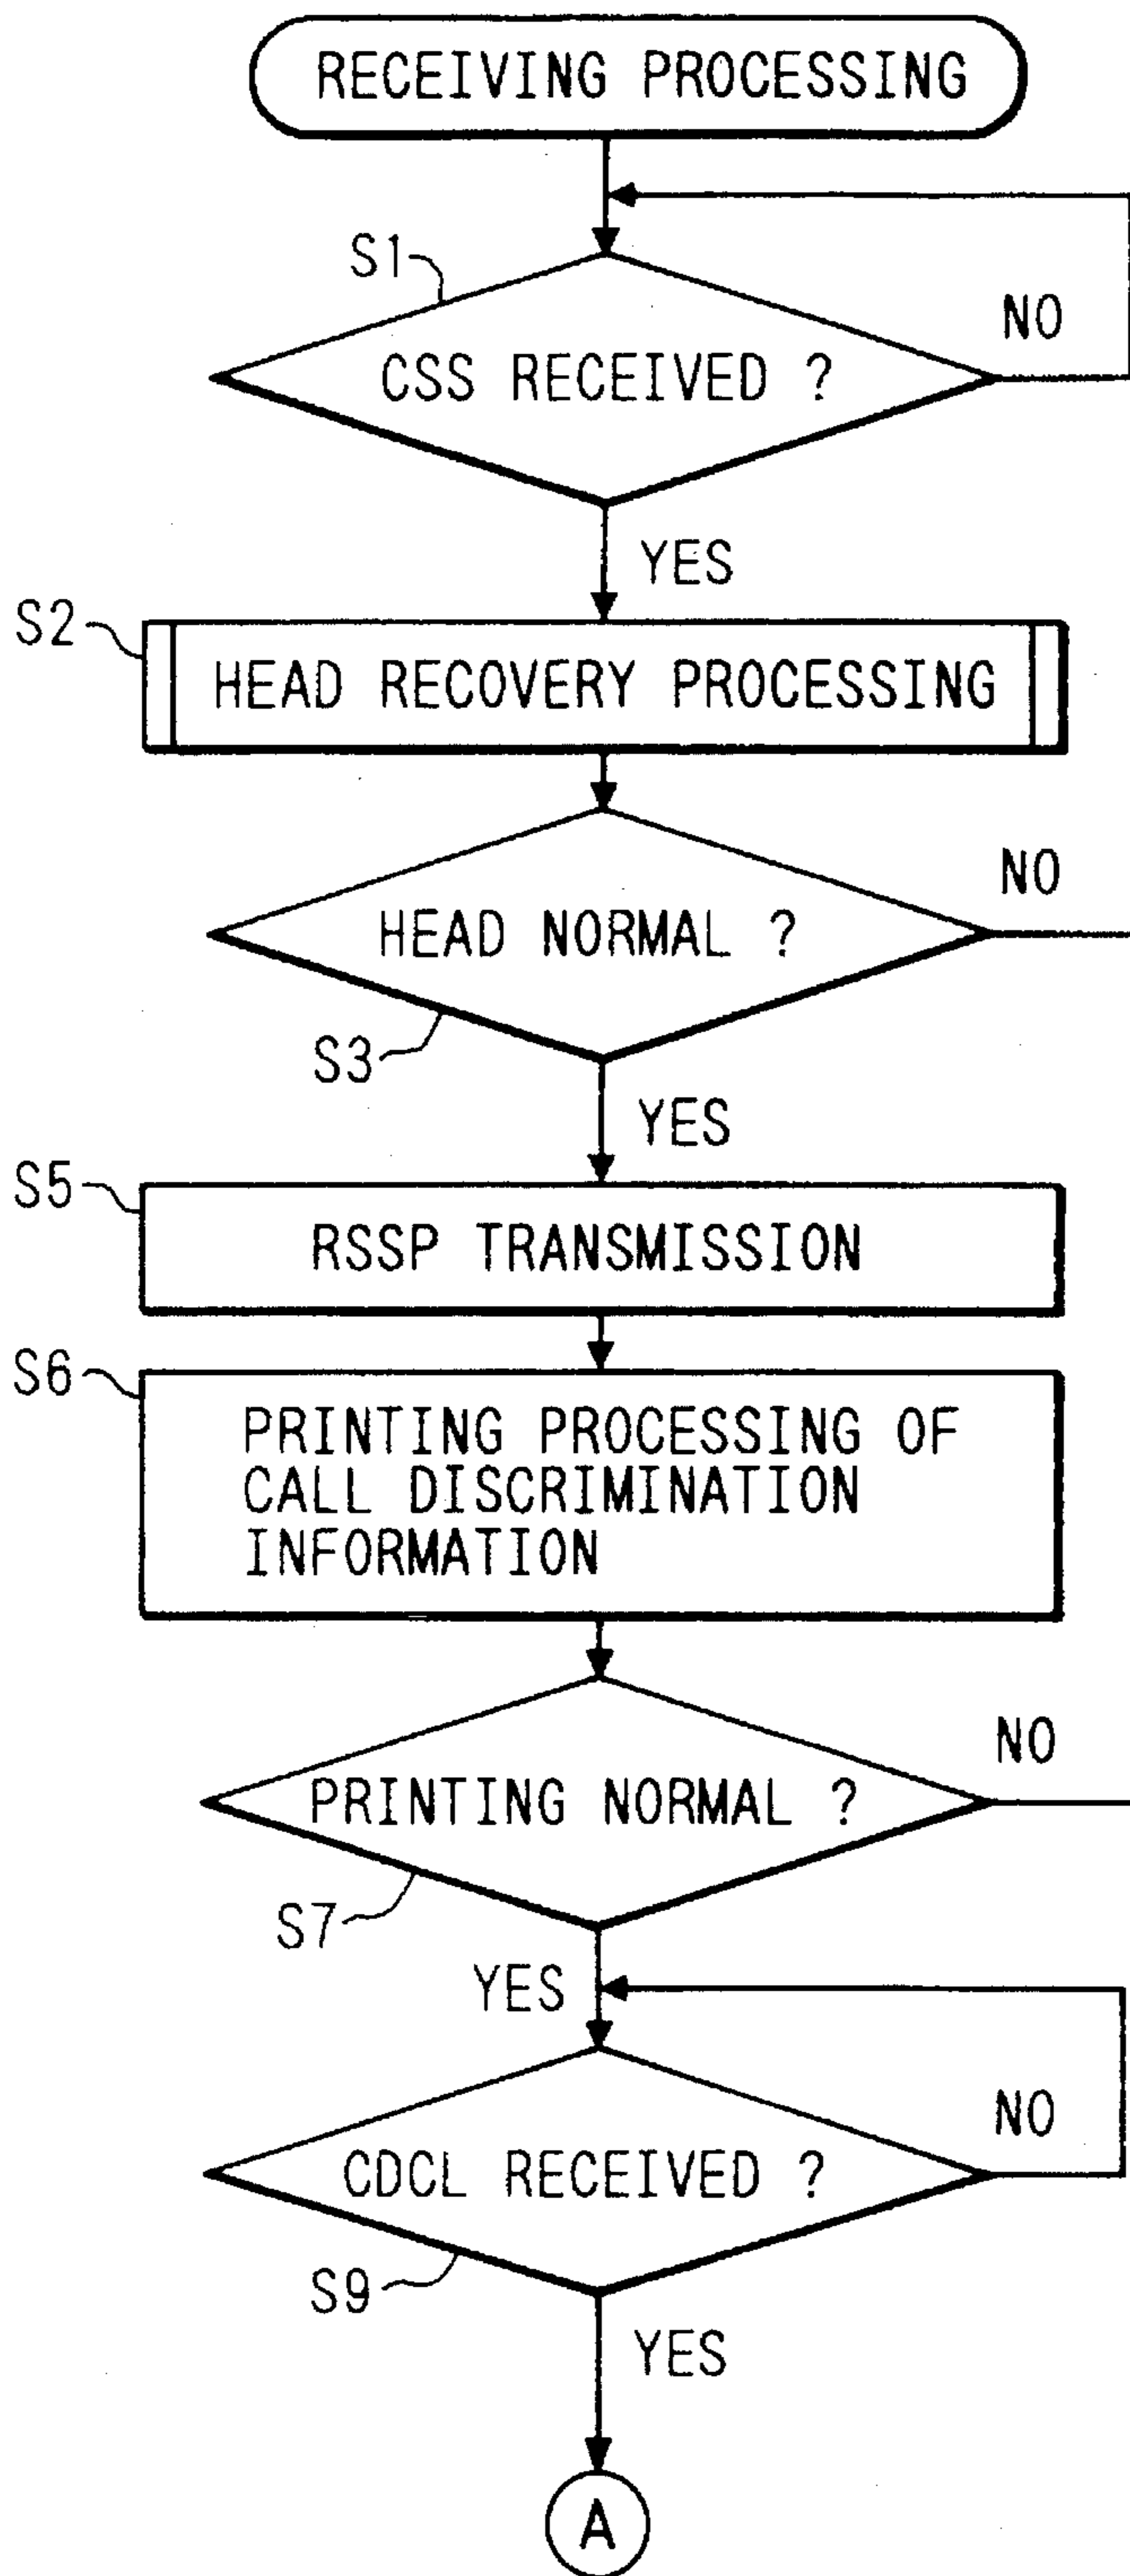 RECEIVING PROCESSING
S1
CSS RECEIVED ?
NO
YES
S2
HEAD RECOVERY PROCESSING
HEAD NORMAL ?
NO
S3
YES
S5
RSSP TRANSMISSION
S6
PRINTING PROCESSING OF
CALL DISCRIMINATION
INFORMATION
PRINTING NORMAL ?
NO
S7
YES
CDCL RECEIVED ?
NO
S9
YES
A